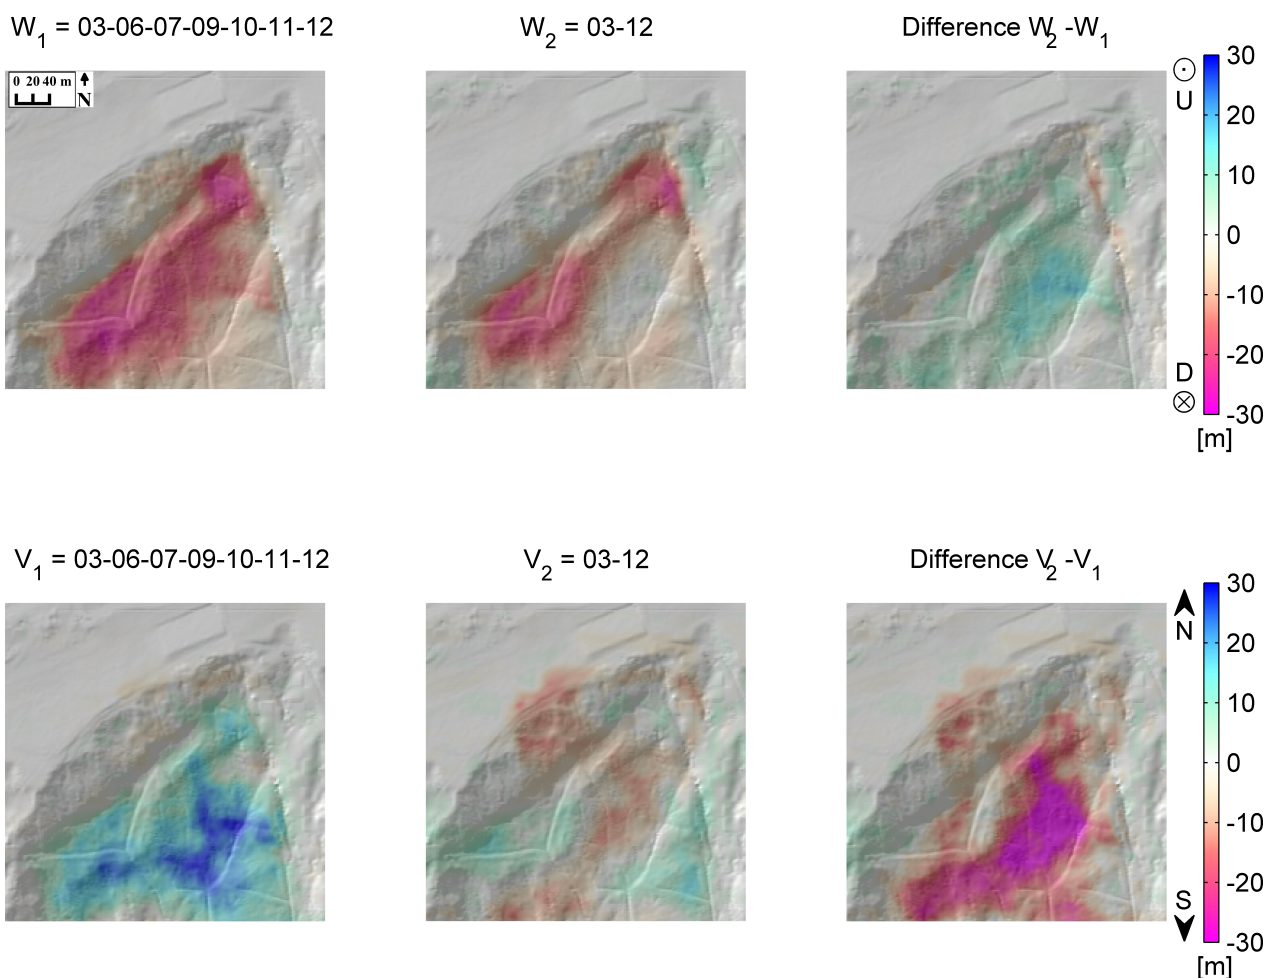 W1 = 03-06-07-09-10-11-12
W2 = 03-12
Difference W2 -W1
0 20 40 m
N
U
D
30
20
10
0
-10
-20
-30
[m]
V1 = 03-06-07-09-10-11-12
V2 = 03-12
Difference V2 -V1
N
S
30
20
10
0
-10
-20
-30
[m]